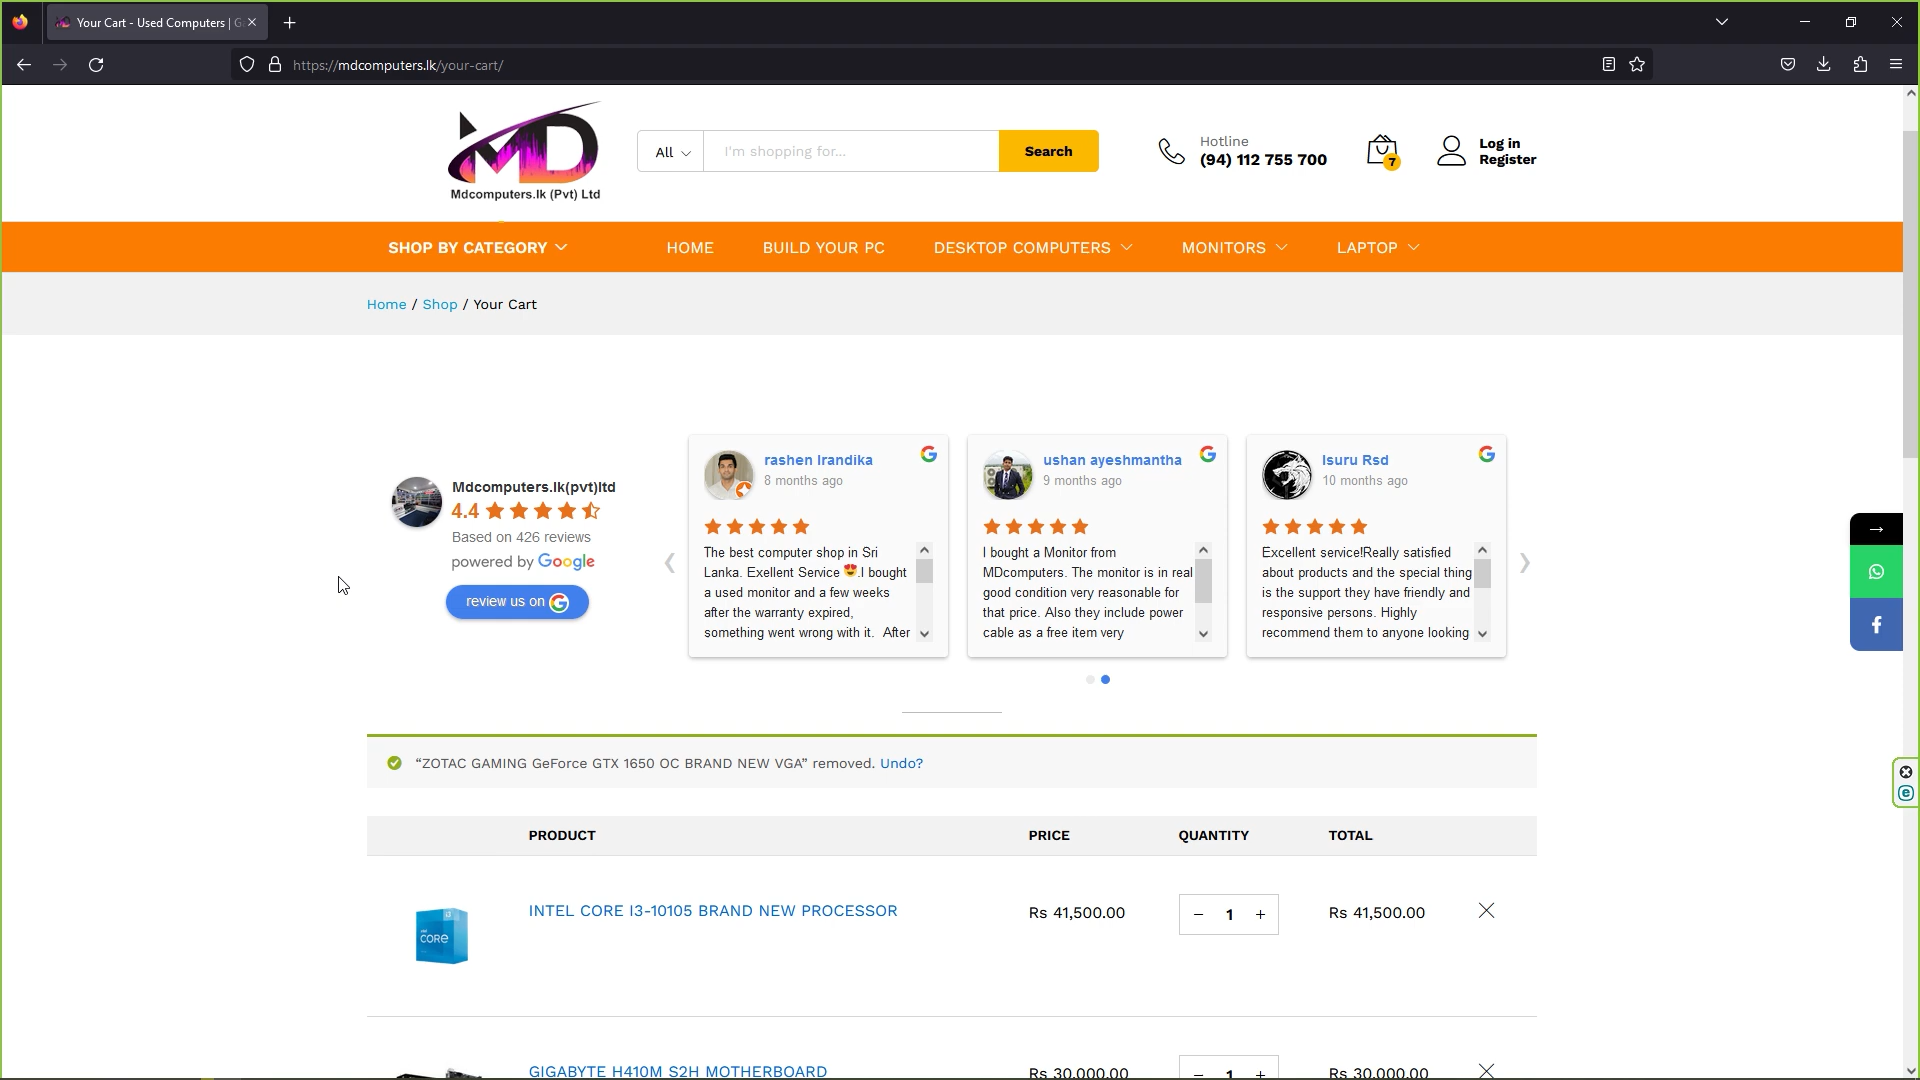 Your Cart - Used Computers | G
https://mdcomputers.lk/your-cart/
MD
Mdcomputers.lk (Pvt) Ltd
All
I'm shopping for...
Search
Hotline
(94) 112 755 700
7
Log in
Register
SHOP BY CATEGORY
HOME
BUILD YOUR PC
DESKTOP COMPUTERS
MONITORS
LAPTOP
Home / Shop / Your Cart
Mdcomputers.lk(pvt)ltd
4.4
Based on 426 reviews
powered by Google
review us on G
rashen Irandika
8 months ago
The best computer shop in Sri
Lanka. Exellent Service 😍.I bought
a used monitor and a few weeks
after the warranty expired,
something went wrong with it. After
ushan ayeshmantha
9 months ago
I bought a Monitor from
MDcomputers. The monitor is in real
good condition very reasonable for
that price. Also they include power
cable as a free item very
Isuru Rsd
10 months ago
Excellent service!Really satisfied
about products and the special thing
is the support they have friendly and
responsive persons. Highly
recommend them to anyone looking
“ZOTAC GAMING GeForce GTX 1650 OC BRAND NEW VGA” removed. Undo?
PRODUCT
PRICE
QUANTITY
TOTAL
INTEL CORE I3-10105 BRAND NEW PROCESSOR
Rs 41,500.00
− 1 +
Rs 41,500.00
CORE
GIGABYTE H410M S2H MOTHERBOARD
Rs 30,000.00
− 1 +
Rs 30,000.00